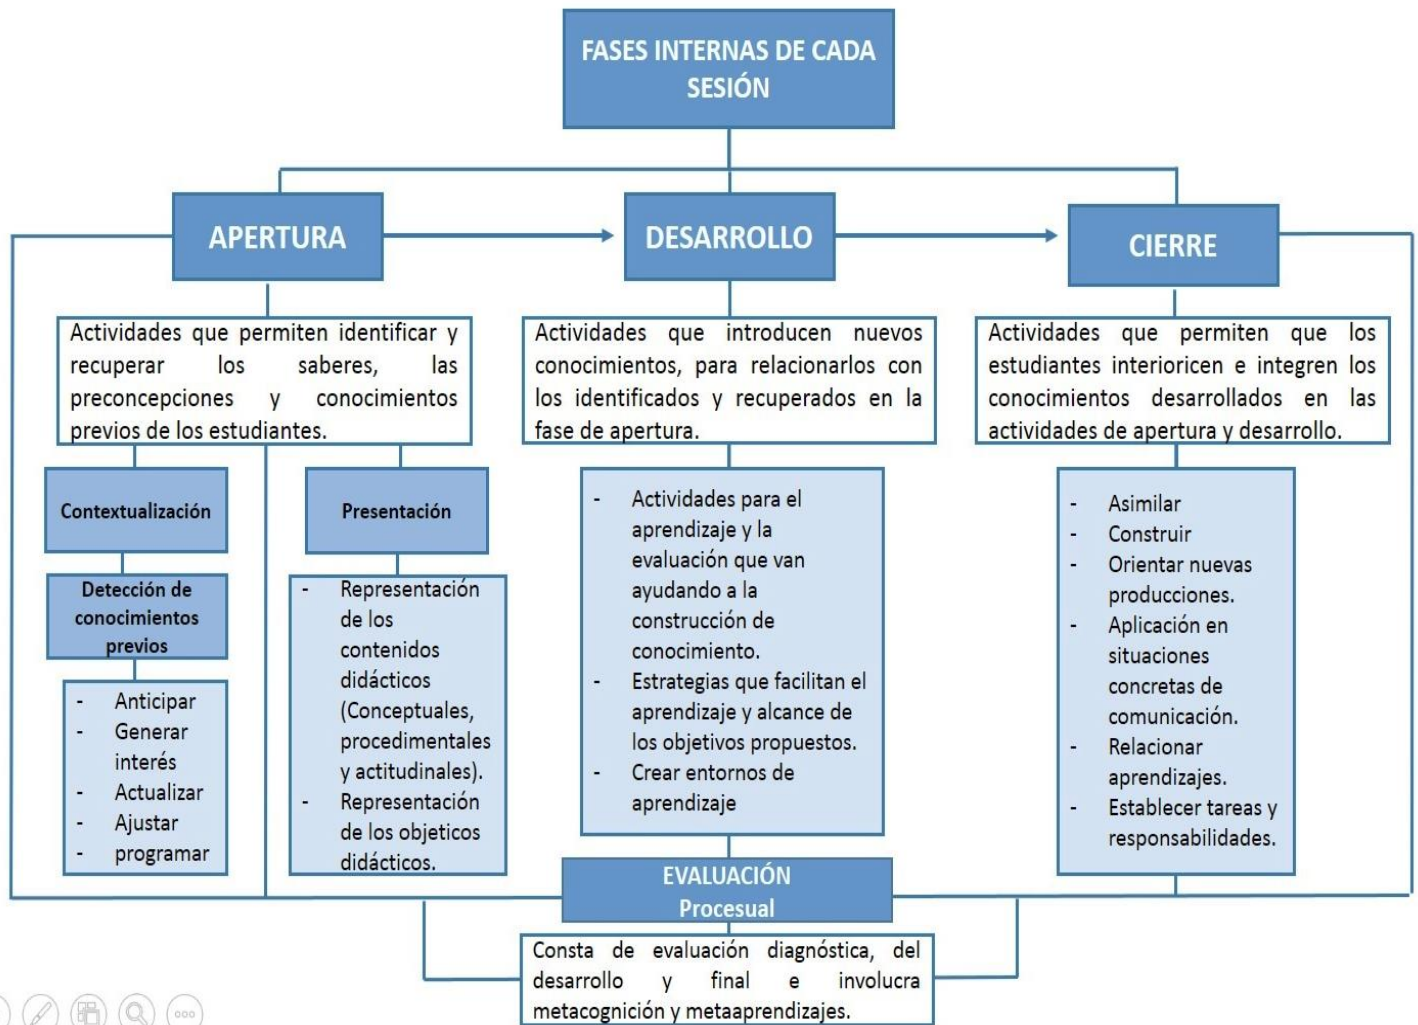 FASES INTERNAS DE CADA
SESIÓN
APERTURA
DESARROLLO
CIERRE
Actividades que permiten identificar y
recuperar los saberes, las
preconcepciones y conocimientos
previos de los estudiantes.
Actividades que introducen nuevos
conocimientos, para relacionarlos con
los identificados y recuperados en la
fase de apertura.
Actividades que permiten que los
estudiantes interioricen e integren los
conocimientos desarrollados en las
actividades de apertura y desarrollo.
Contextualización
Detección de
conocimientos
previos
- Anticipar
- Generar
interés
- Actualizar
- Ajustar
- programar
Presentación
- Representación
de los
contenidos
didácticos
(Conceptuales,
procedimentales
y actitudinales).
- Representación
de los objeticos
didácticos.
- Actividades para el
aprendizaje y la
evaluación que van
ayudando a la
construcción de
conocimiento.
- Estrategias que facilitan el
aprendizaje y alcance de
los objetivos propuestos.
- Crear entornos de
aprendizaje
- Asimilar
- Construir
- Orientar nuevas
producciones.
- Aplicación en
situaciones
concretas de
comunicación.
- Relacionar
aprendizajes.
- Establecer tareas y
responsabilidades.
EVALUACIÓN
Procesual
Consta de evaluación diagnóstica, del
desarrollo y final e involucra
metacognición y metaaprendizajes.